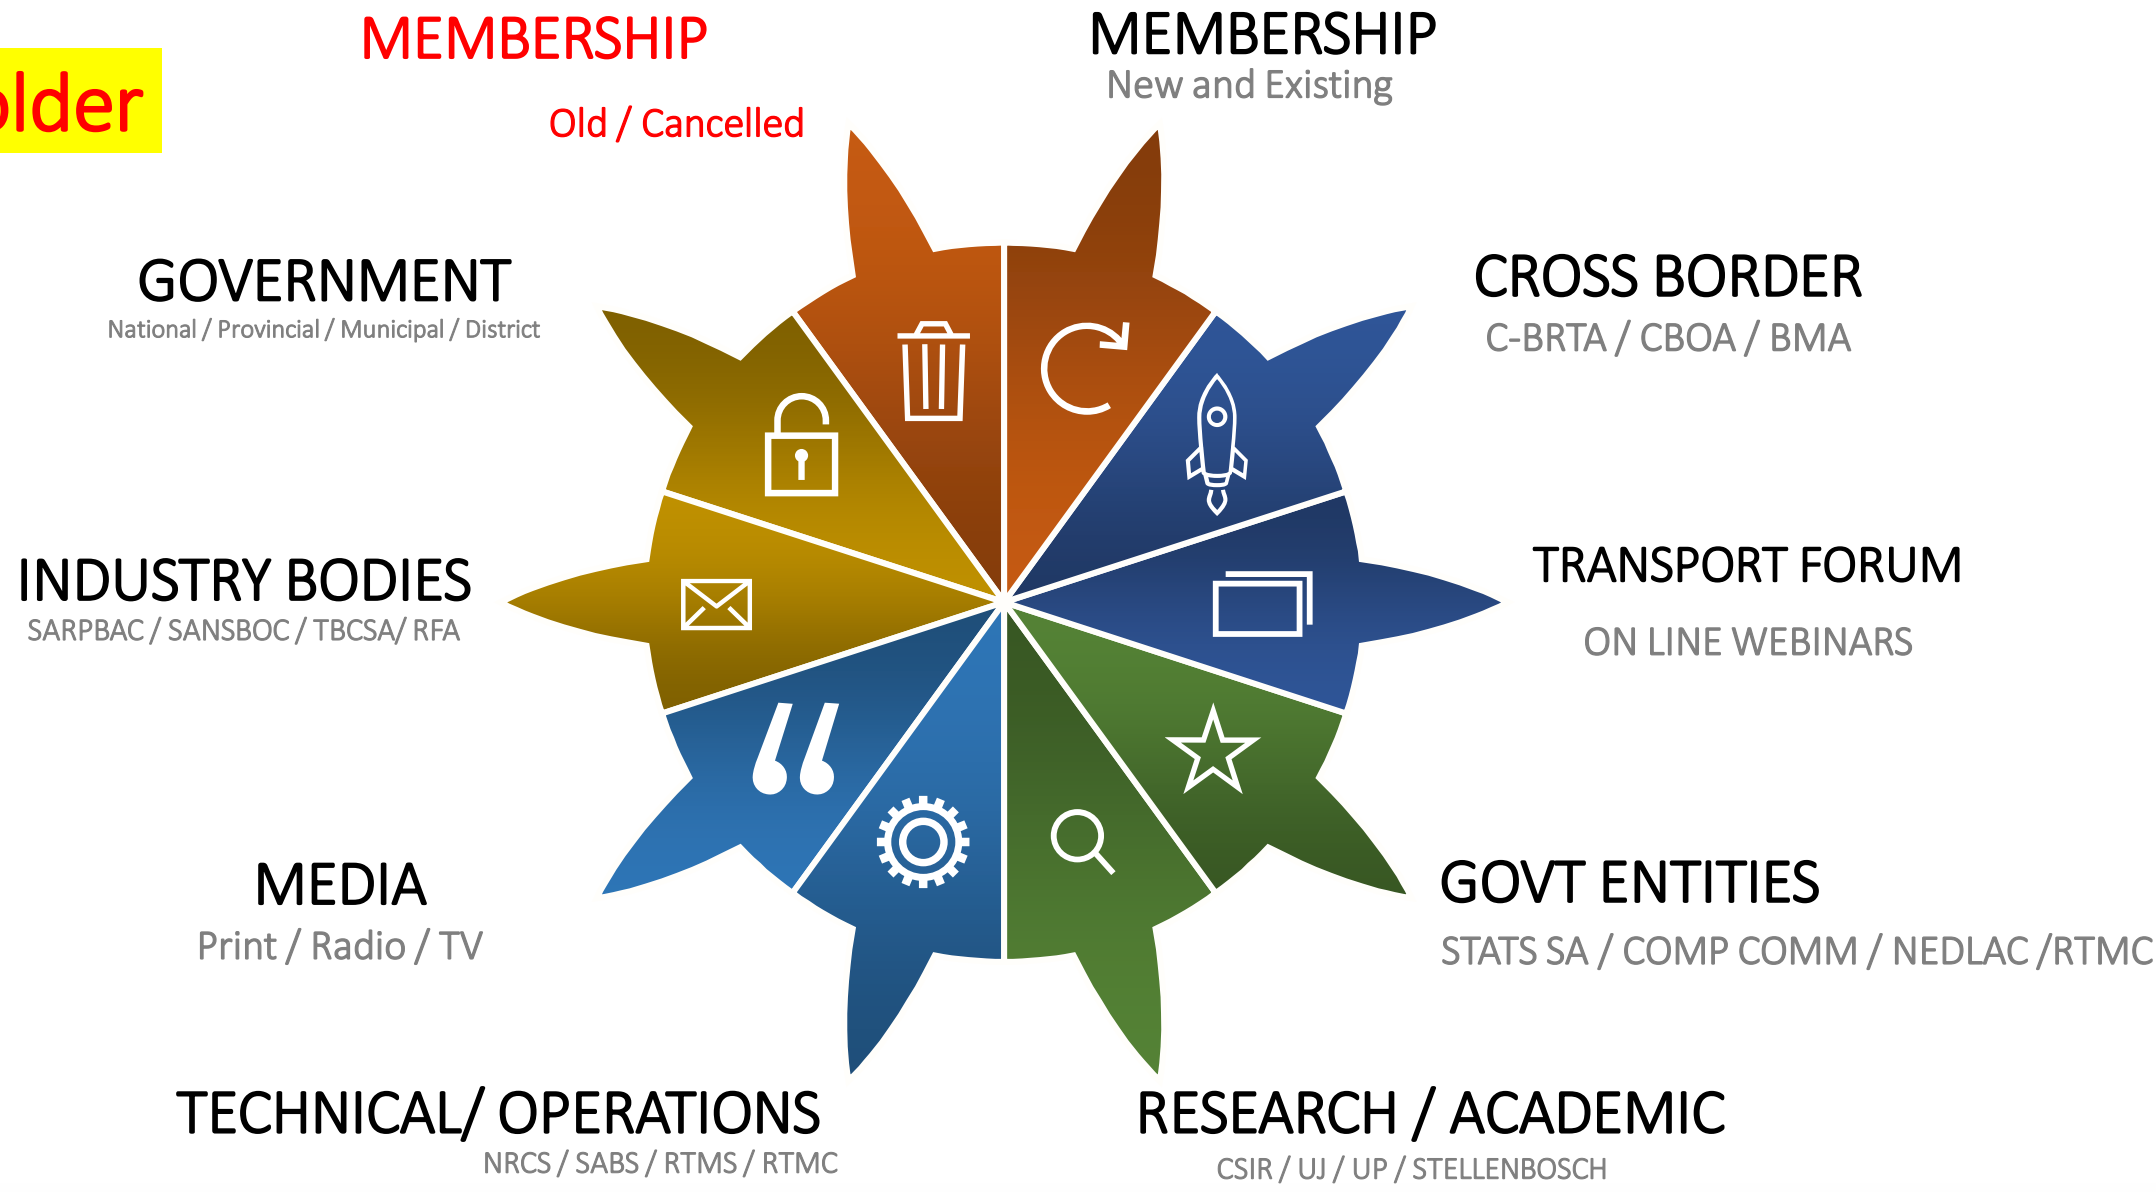 older
MEMBERSHIP
Old / Cancelled
MEMBERSHIP
New and Existing
GOVERNMENT
National / Provincial / Municipal / District
CROSS BORDER
C-BRTA / CBOA / BMA
INDUSTRY BODIES
SARPBAC / SANSBOC / TBCSA/ RFA
TRANSPORT FORUM
ON LINE WEBINARS
MEDIA
Print / Radio / TV
GOVT ENTITIES
STATS SA / COMP COMM / NEDLAC /RTMC
TECHNICAL/ OPERATIONS
NRCS / SABS / RTMS / RTMC
RESEARCH / ACADEMIC
CSIR / UJ / UP / STELLENBOSCH